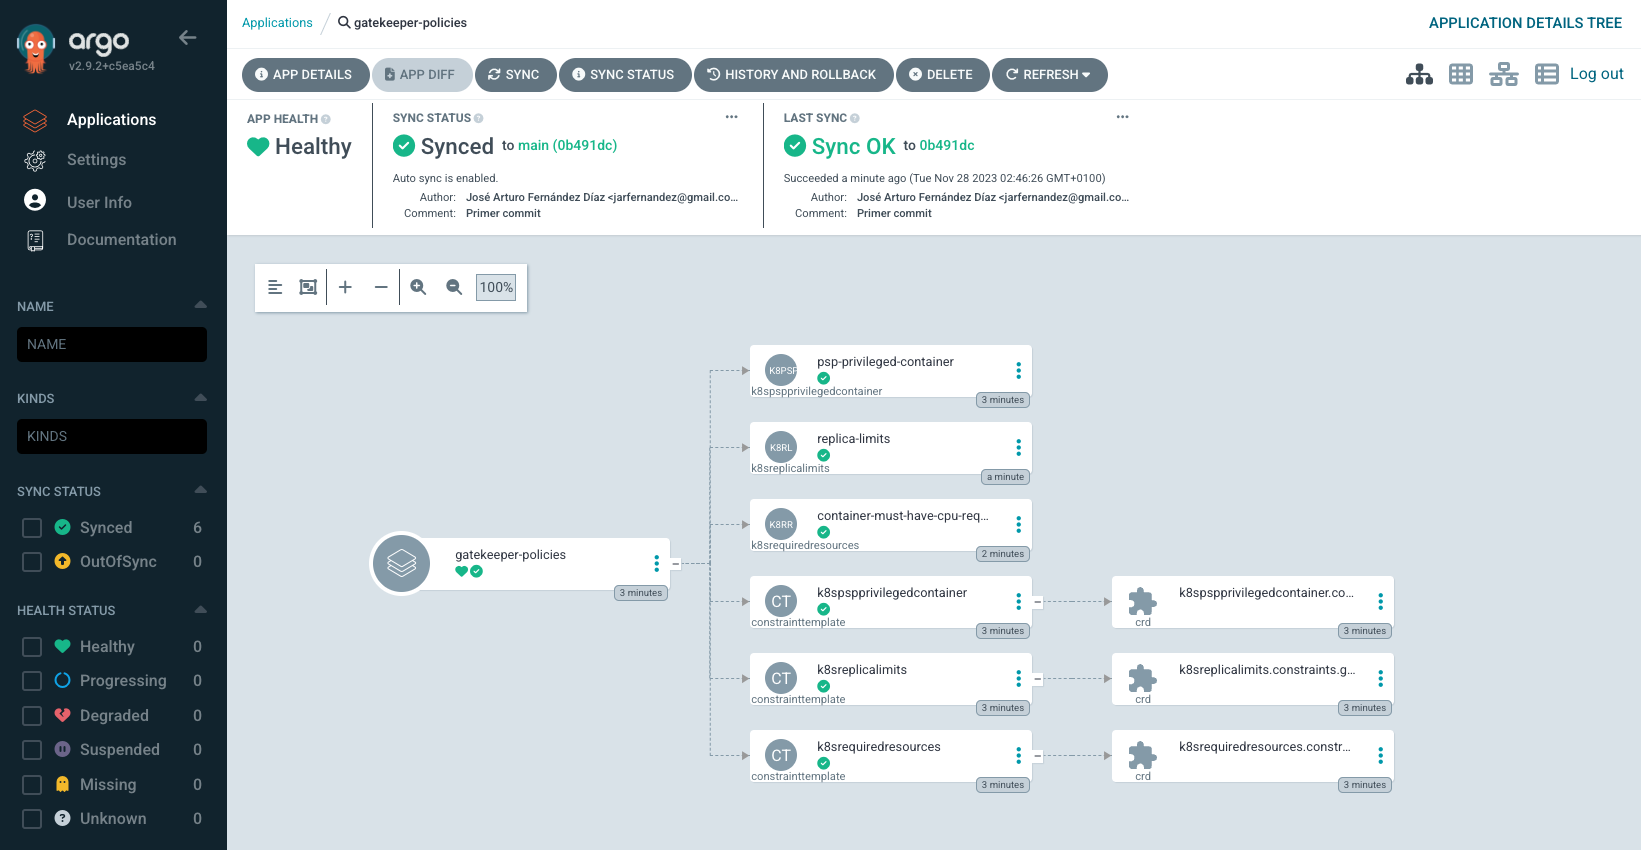 argo
v2.9.2+c5ea5c4
Applications
Settings
User Info
Documentation
NAME
NAME
KINDS
KINDS
SYNC STATUS
Synced 6
OutOfSync 0
HEALTH STATUS
Healthy 0
Progressing 0
Degraded 0
Suspended 0
Missing 0
Unknown 0
Applications / gatekeeper-policies
APPLICATION DETAILS TREE
APP DETAILS APP DIFF SYNC SYNC STATUS HISTORY AND ROLLBACK DELETE REFRESH
Log out
APP HEALTH
Healthy
SYNC STATUS
Synced to main (0b491dc)
Auto sync is enabled.
Author: José Arturo Fernández Díaz <jarfernandez@gmail.co...
Comment: Primer commit
LAST SYNC
Sync OK to 0b491dc
Succeeded a minute ago (Tue Nov 28 2023 02:46:26 GMT+0100)
Author: José Arturo Fernández Díaz <jarfernandez@gmail.co...
Comment: Primer commit
100%
gatekeeper-policies
3 minutes
K8PSP
psp-privileged-container
k8spspprivilegedcontainer
3 minutes
K8RL
replica-limits
k8sreplicalimits
a minute
K8RR
container-must-have-cpu-req...
k8srequiredresources
2 minutes
CT
k8spspprivilegedcontainer
constrainttemplate
3 minutes
k8spspprivilegedcontainer.co...
crd
3 minutes
CT
k8sreplicalimits
constrainttemplate
3 minutes
k8sreplicalimits.constraints.g...
crd
3 minutes
CT
k8srequiredresources
constrainttemplate
3 minutes
k8srequiredresources.constr...
crd
3 minutes